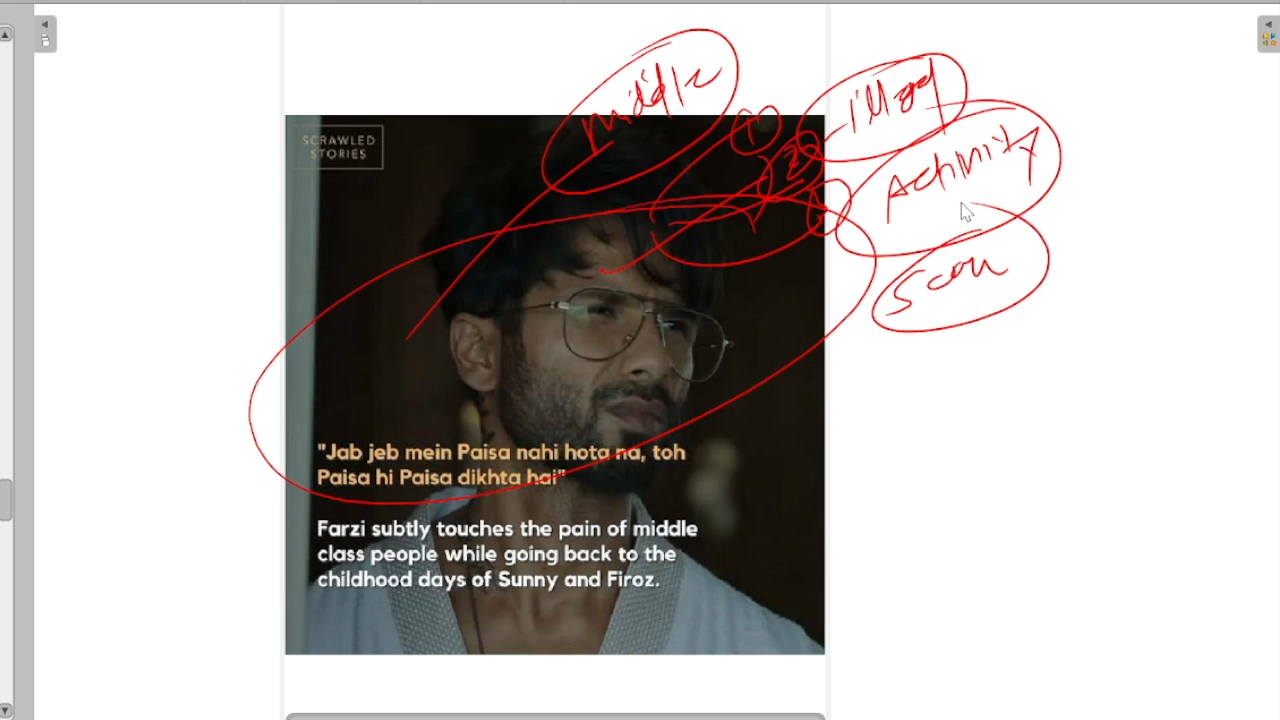 middle
illegal
Activity
SCRAWLED
STORIES
"Jab jeb mein Paisa nahi hota na, toh
Paisa hi Paisa dikhta hai"
Farzi subtly touches the pain of middle
class people while going back to the
childhood days of Sunny and Firoz.